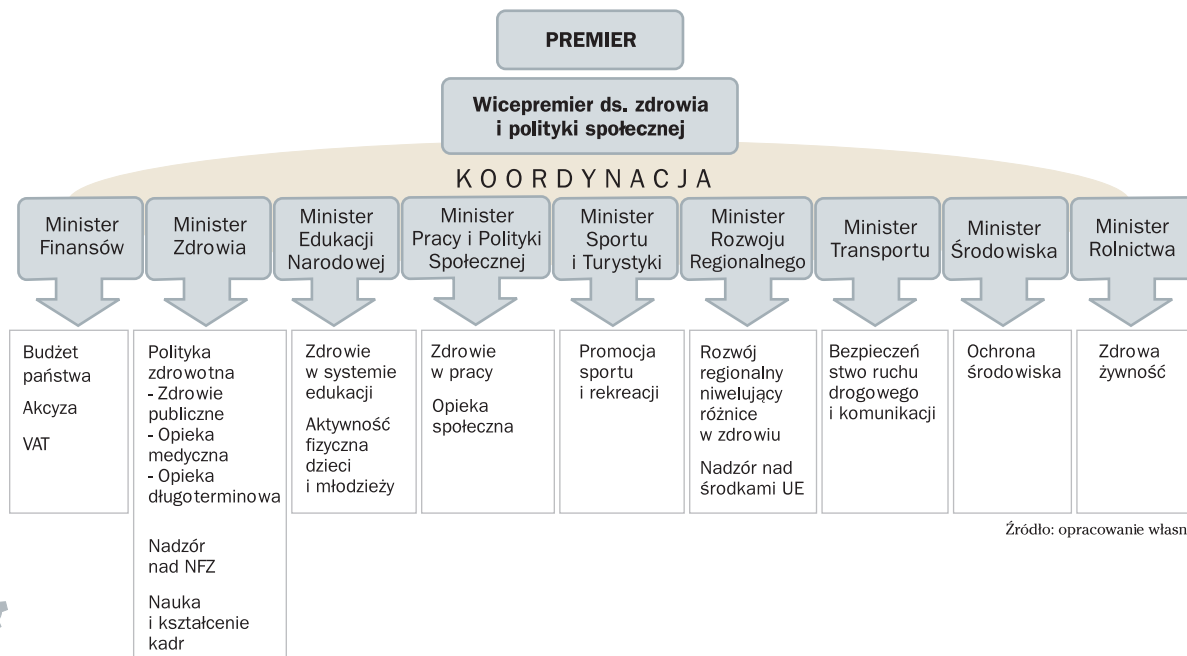 PREMIER
Wicepremier ds. zdrowia
i polityki społecznej
KOORDYNACJA
Minister
Finansów
Minister
Zdrowia
Minister
Edukacji
Narodowej
Minister
Pracy i Polityki
Społecznej
Minister
Sportu
i Turystyki
Minister
Rozwoju
Regionalnego
Minister
Transportu
Minister
Środowiska
Minister
Rolnictwa
Budżet
państwa
Akcyza
VAT
Polityka
zdrowotna
- Zdrowie
publiczne
- Opieka
medyczna
- Opieka
długoterminowa
Nadzór
nad NFZ
Nauka
i kształcenie
kadr
Zdrowie
w systemie
edukacji
Aktywność
fizyczna
dzieci
i młodzieży
Zdrowie
w pracy
Opieka
społeczna
Promocja
sportu
i rekreacji
Rozwój
regionalny
niwelujący
różnice
w zdrowiu
Nadzór nad
środkami UE
Bezpieczeń
stwo ruchu
drogowego
i komunikacji
Ochrona
środowiska
Zdrowa
żywność
Źródło: opracowanie własn